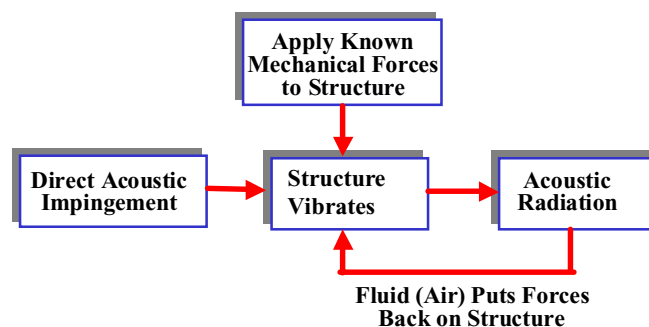 Apply Known
Mechanical Forces
to Structure
Direct Acoustic
Impingement
Structure
Vibrates
Acoustic
Radiation
Fluid (Air) Puts Forces
Back on Structure